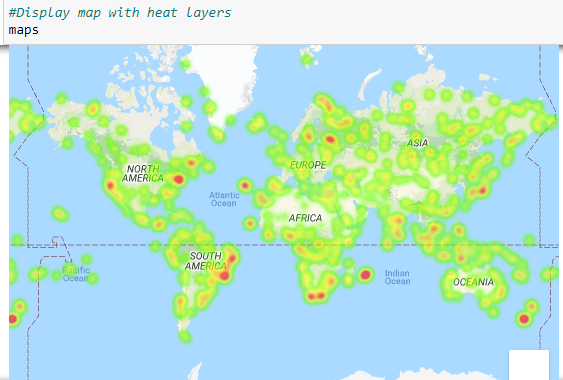 #Display map with heat layers
maps
NORTH
AMERICA
ASIA
EUROPE
Atlantic
Ocean
AFRICA
SOUTH
AMERICA
Pacific
Ocean
Indian
Ocean
OCEANIA